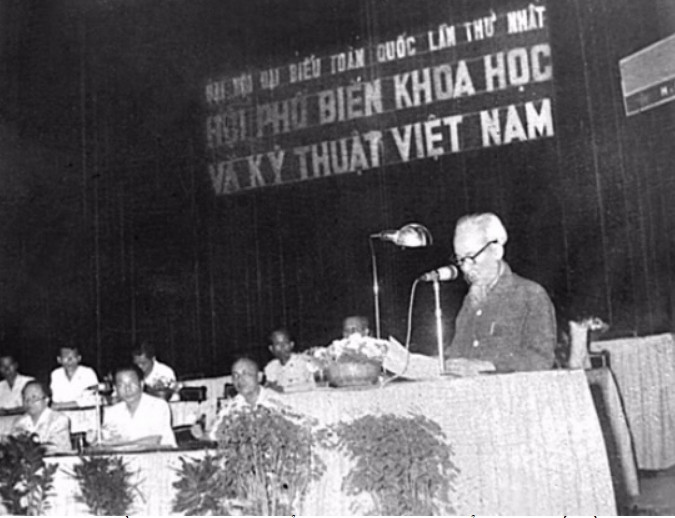 ĐẠI HỘI ĐẠI BIỂU TOÀN QUỐC LẦN THỨ NHẤT
HỘI PHỔ BIẾN KHOA HỌC
VÀ KỸ THUẬT VIỆT NAM